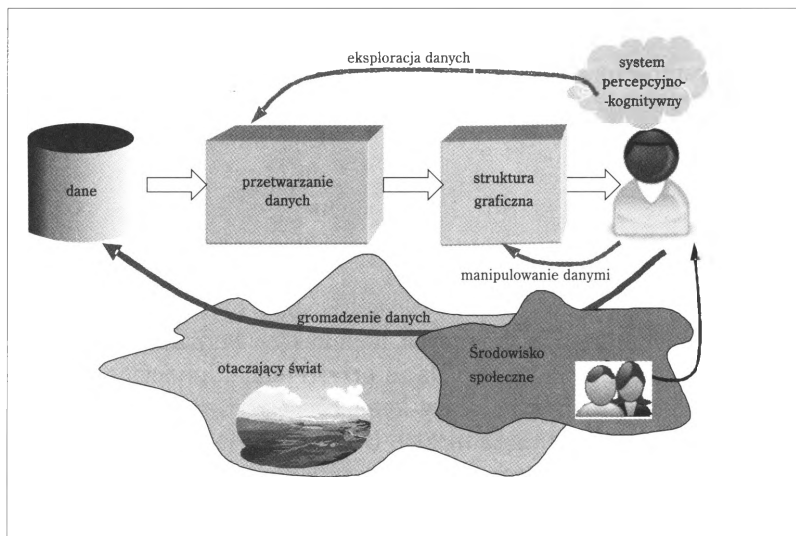 eksploracja danych
system
percepcyjno-
-kognitywny
dane
przetwarzanie
danych
struktura
graficzna
manipulowanie danymi
gromadzenie danych
otaczający świat
Środowisko
społeczne